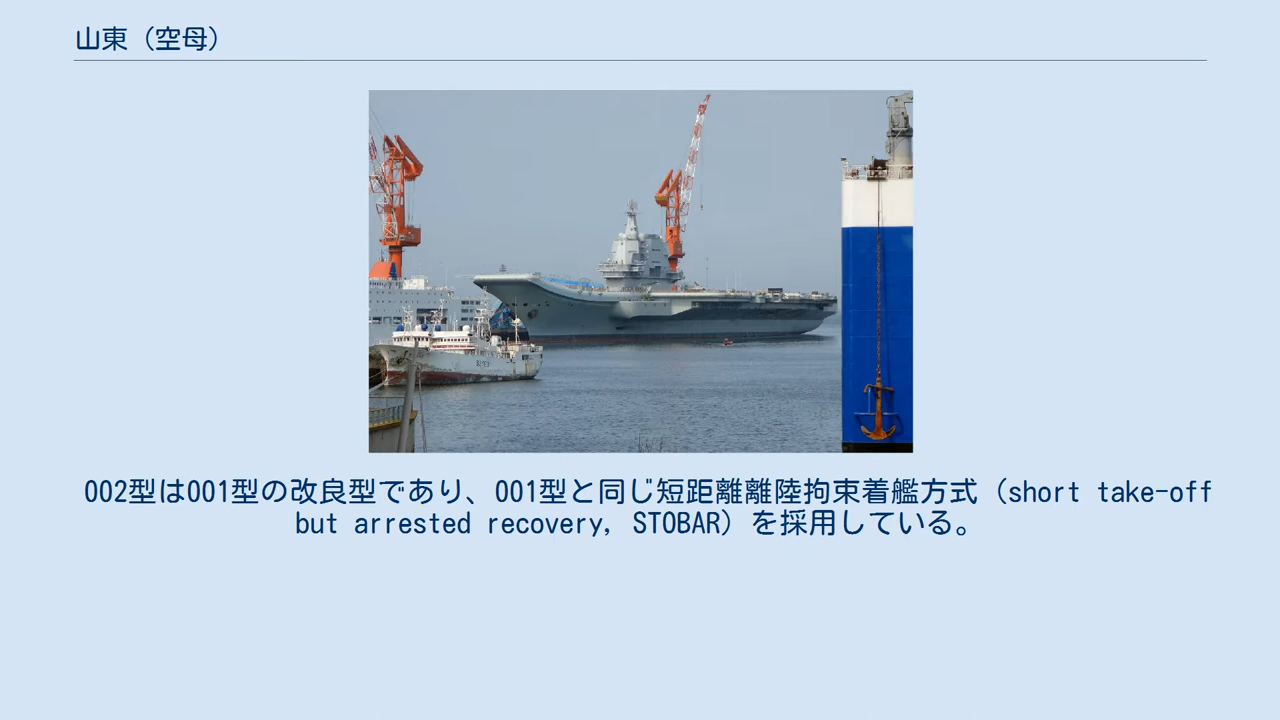 山東（空母）
002型は001型の改良型であり、001型と同じ短距離離陸拘束着艦方式（short take-off
but arrested recovery, STOBAR）を採用している。